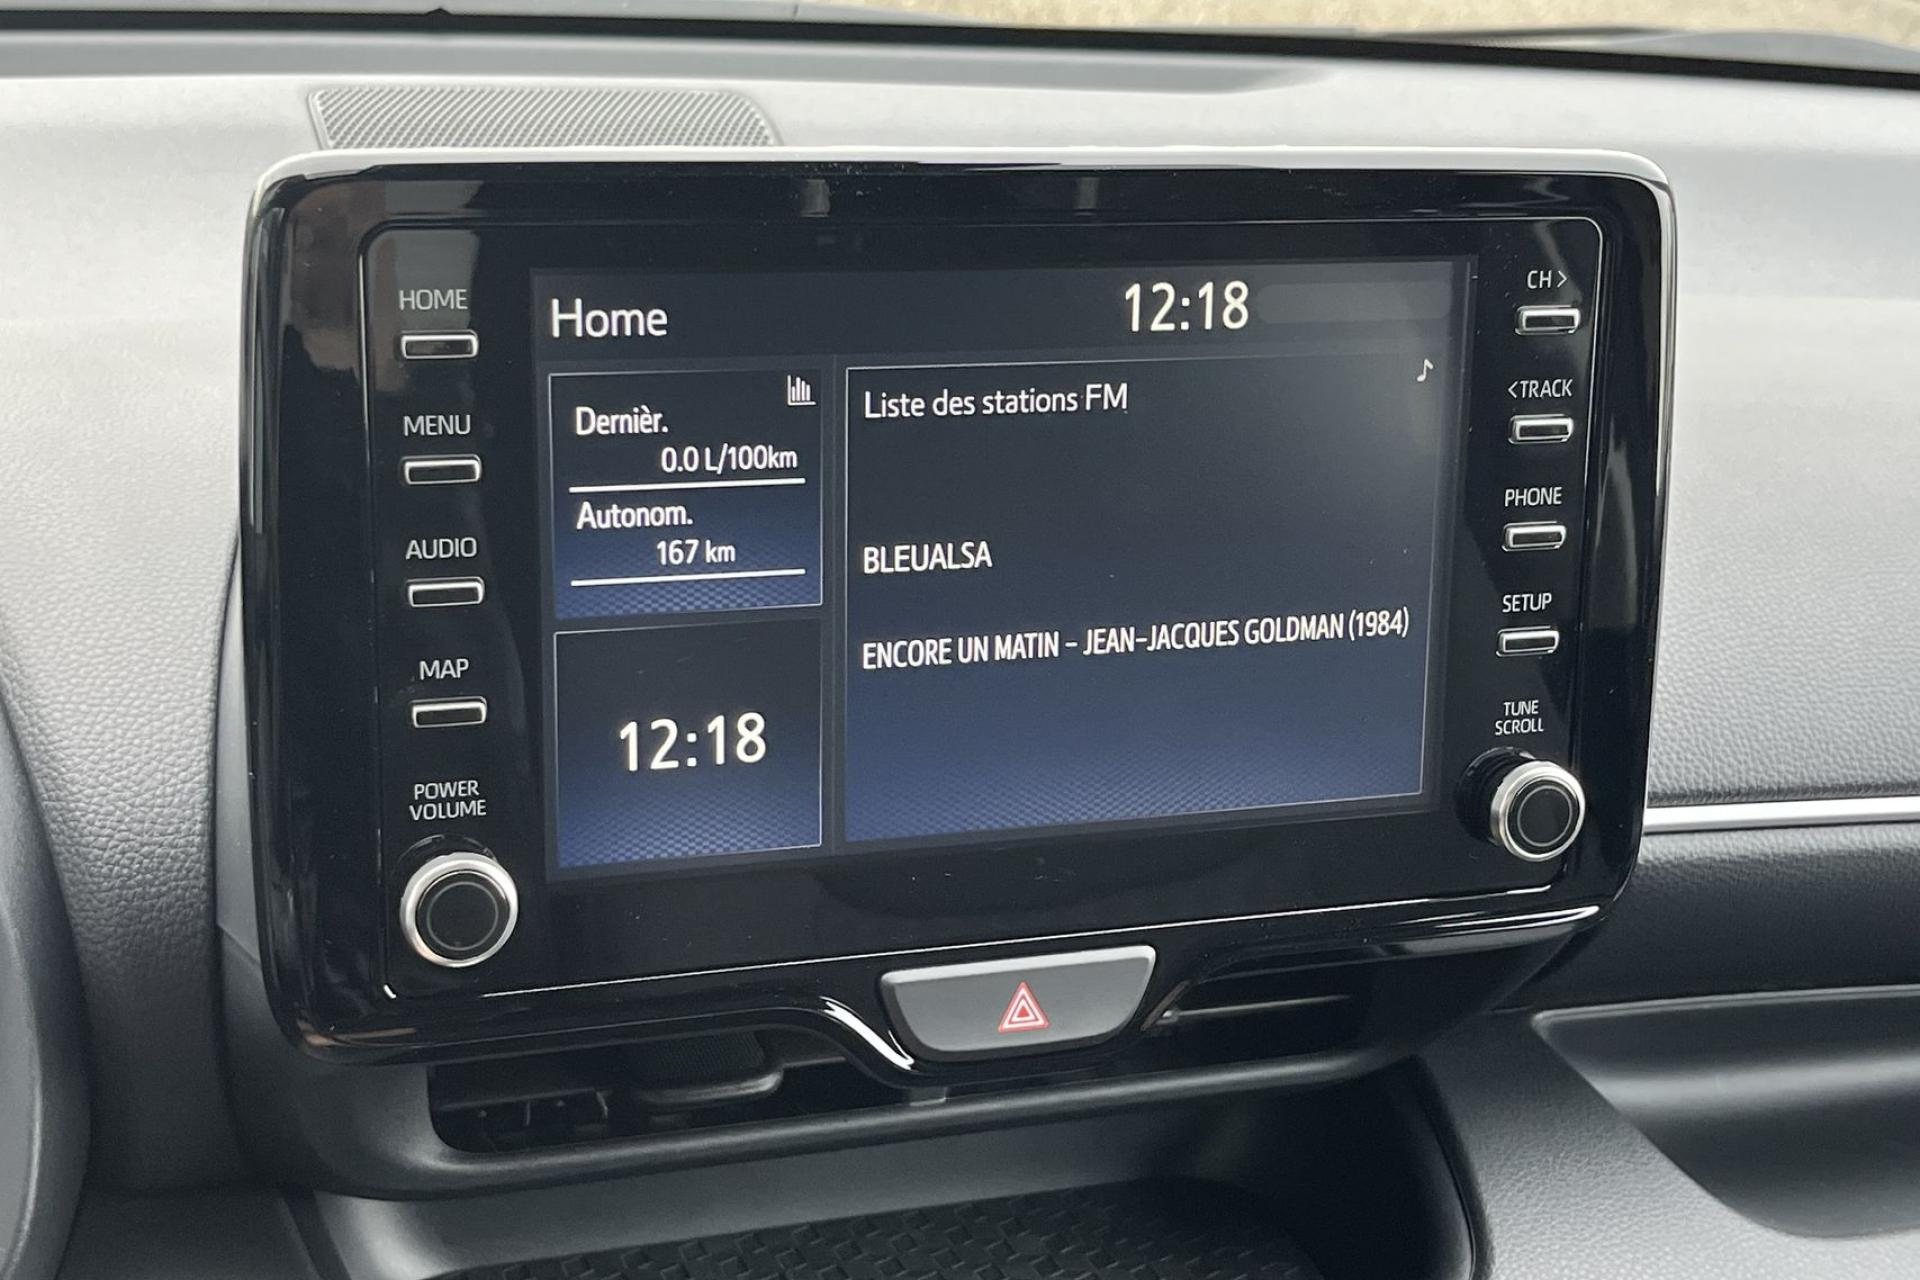 HOME
MENU
AUDIO
MAP
POWER
VOLUME
Home
12:18
Dernièr.
0.0 L/100km
Autonom.
167 km
12:18
Liste des stations FM
BLEUALSA
ENCORE UN MATIN - JEAN-JACQUES GOLDMAN (1984)
CH >
< TRACK
PHONE
SETUP
TUNE
SCROLL